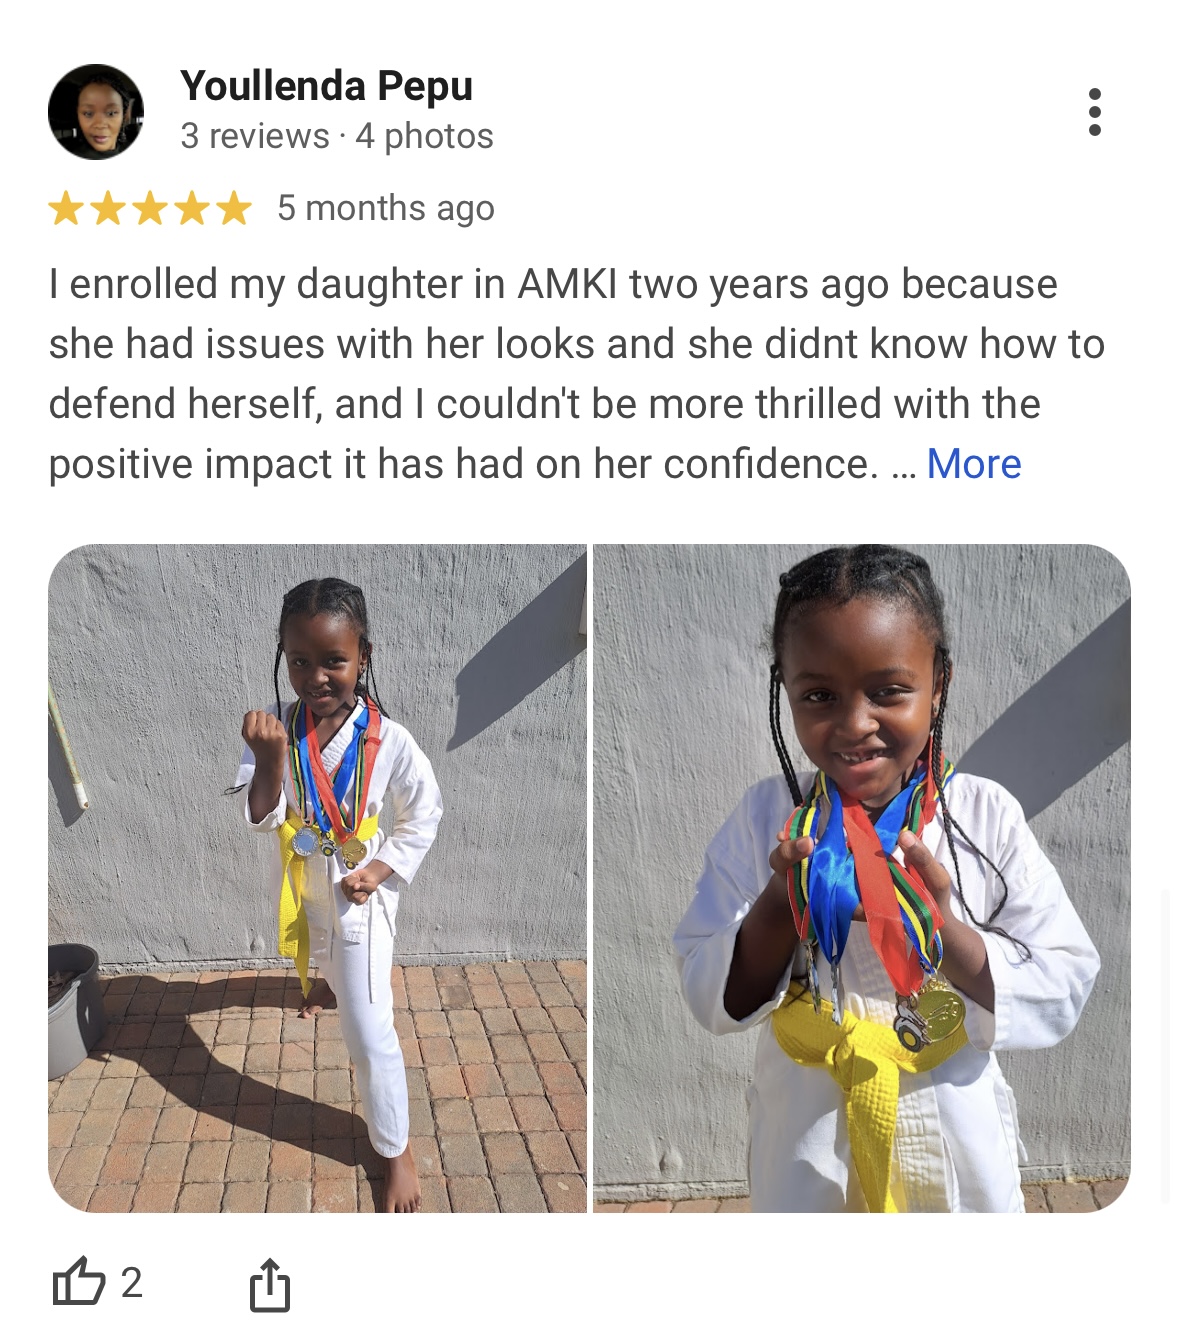 Youllenda Pepu
3 reviews · 4 photos
5 months ago
I enrolled my daughter in AMKI two years ago because
she had issues with her looks and she didnt know how to
defend herself, and I couldn't be more thrilled with the
positive impact it has had on her confidence. ... More
2